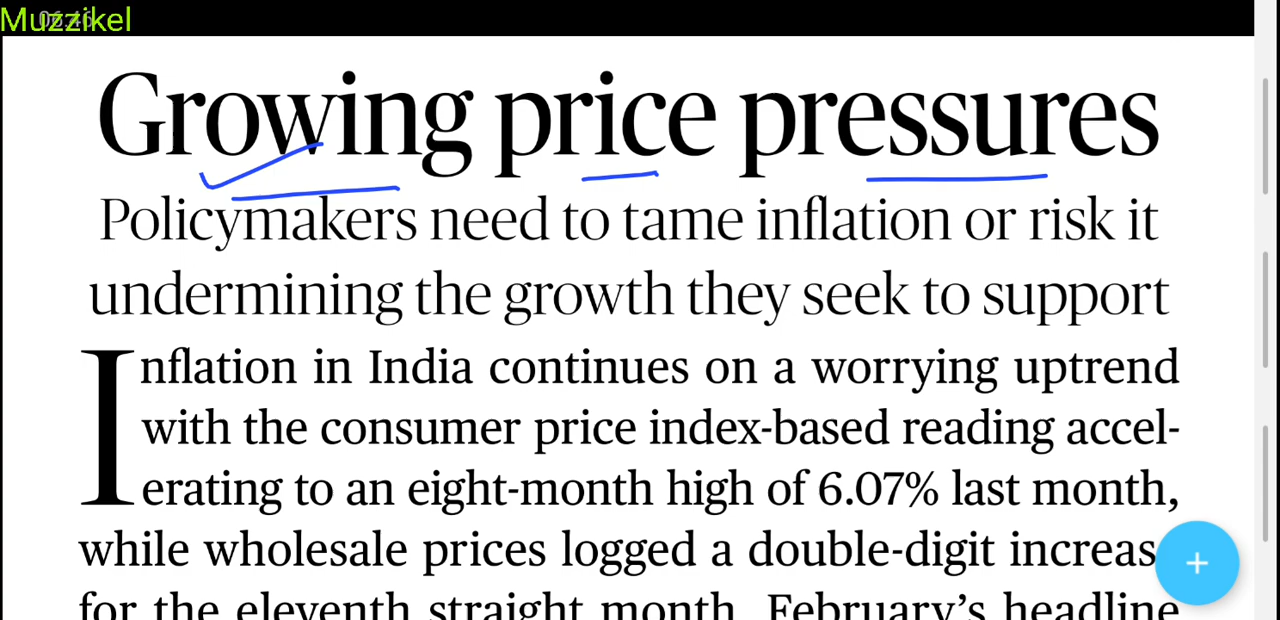 Muzzikel
Growing price pressures
Policymakers need to tame inflation or risk it
undermining the growth they seek to support
Inflation in India continues on a worrying uptrend
with the consumer price index-based reading accel-
erating to an eight-month high of 6.07% last month,
while wholesale prices logged a double-digit increas
for the eleventh straight month. February's headline
+